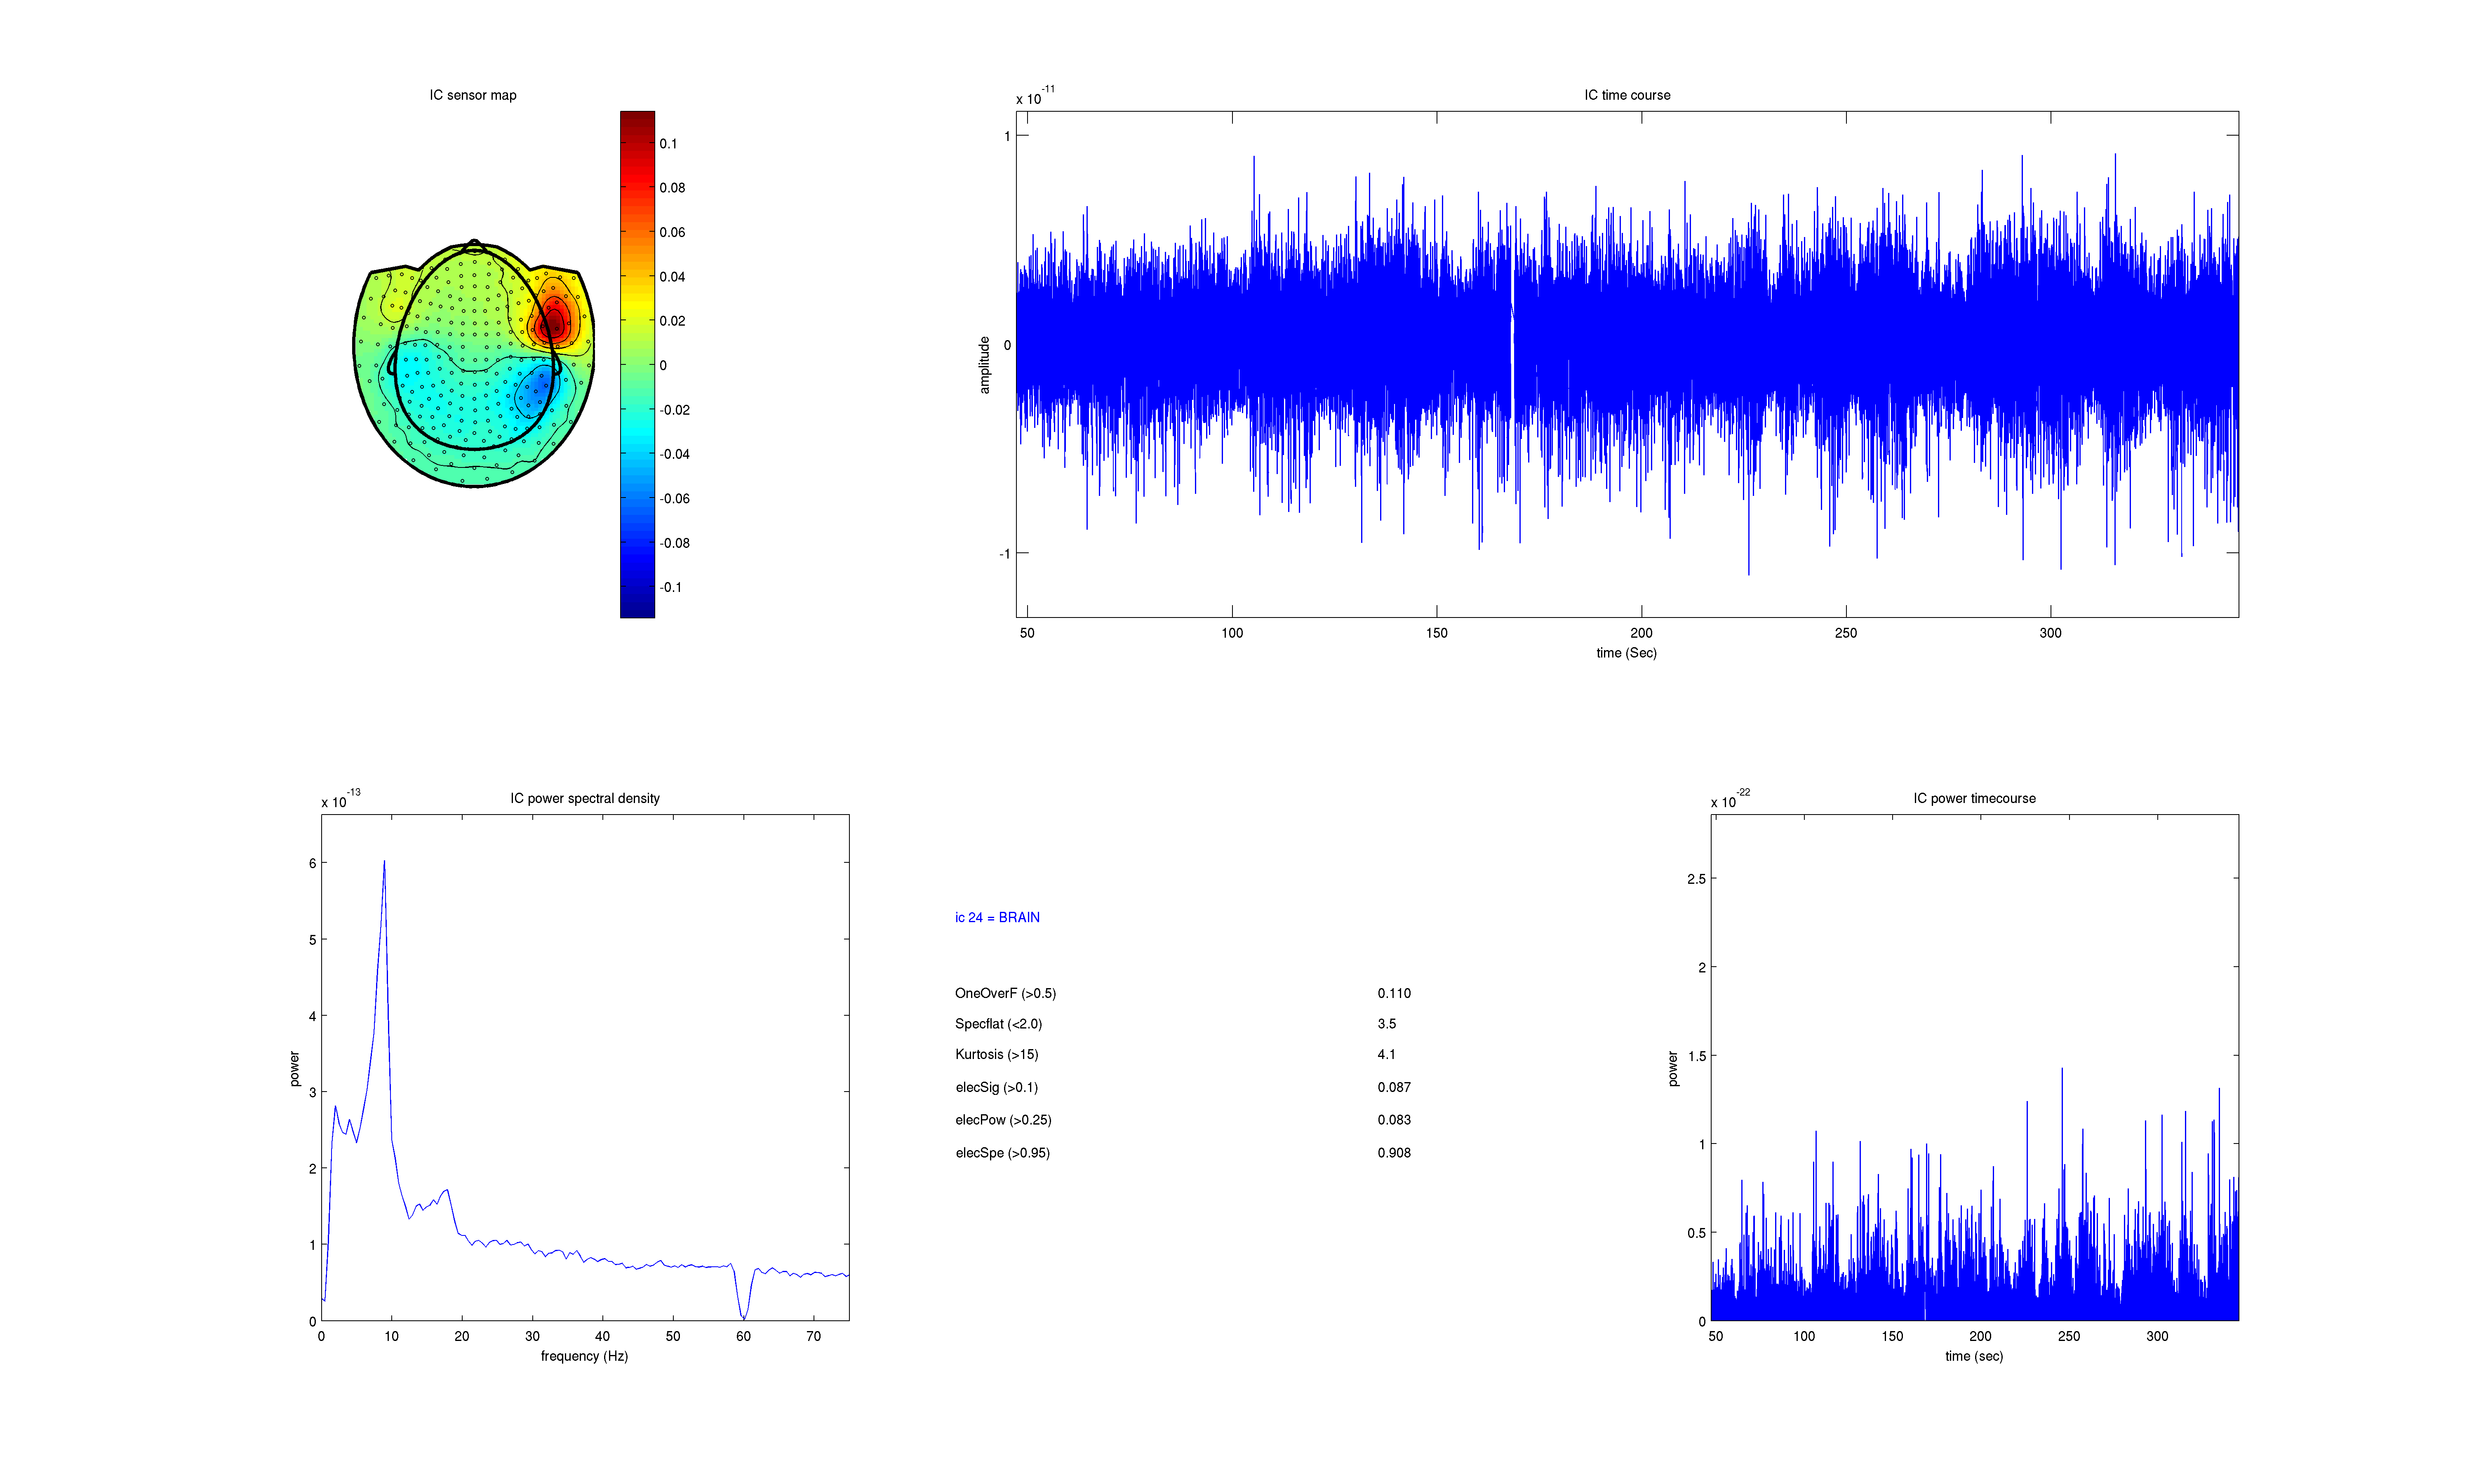 IC sensor map
0.1
0.08
0.06
0.04
0.02
0
-0.02
-0.04
-0.06
-0.08
-0.1
x 10-11
IC time course
1
0
-1
amplitude
50 100 150 200 250 300
time (Sec)
x 10-13
IC power spectral density
6
5
4
3
2
1
0
power
0 10 20 30 40 50 60 70
frequency (Hz)
ic 24 = BRAIN
OneOverF (>0.5) 0.110
Specflat (<2.0) 3.5
Kurtosis (>15) 4.1
elecSig (>0.1) 0.087
elecPow (>0.25) 0.083
elecSpe (>0.95) 0.908
x 10-22
IC power timecourse
2.5
2
1.5
1
0.5
0
power
50 100 150 200 250 300
time (sec)